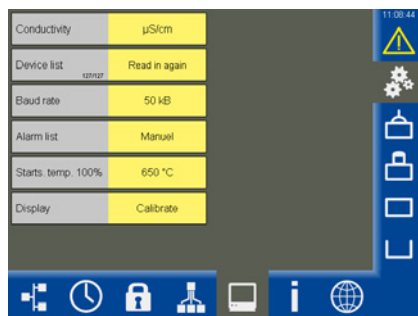 11:08:44
Conductivity µS/cm
Device list 127/127 Read in again
Baud rate 50 kB
Alarm list Manuel
Starts. temp. 100% 650 °C
Display Calibrate